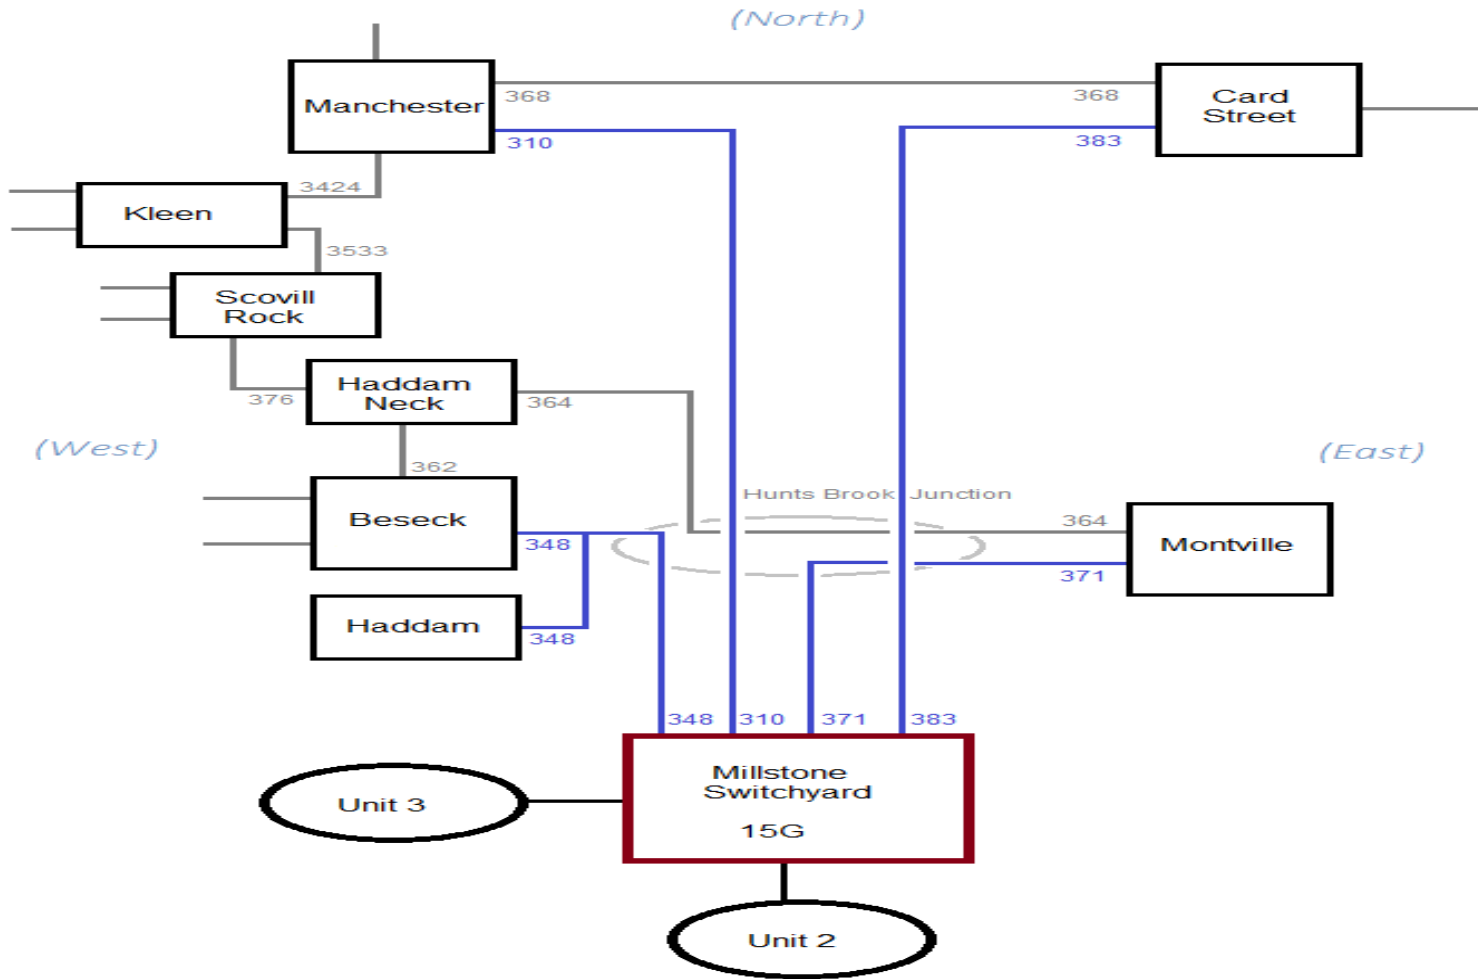 (North)
Manchester
368
368
Card
Street
310
383
3424
Kleen
3533
Scovill
Rock
Haddam
Neck
376
364
(West)
(East)
362
Hunts Brook Junction
Beseck
348
364
Montville
371
Haddam
348
348
310
371
383
Millstone
Switchyard
15G
Unit 3
Unit 2